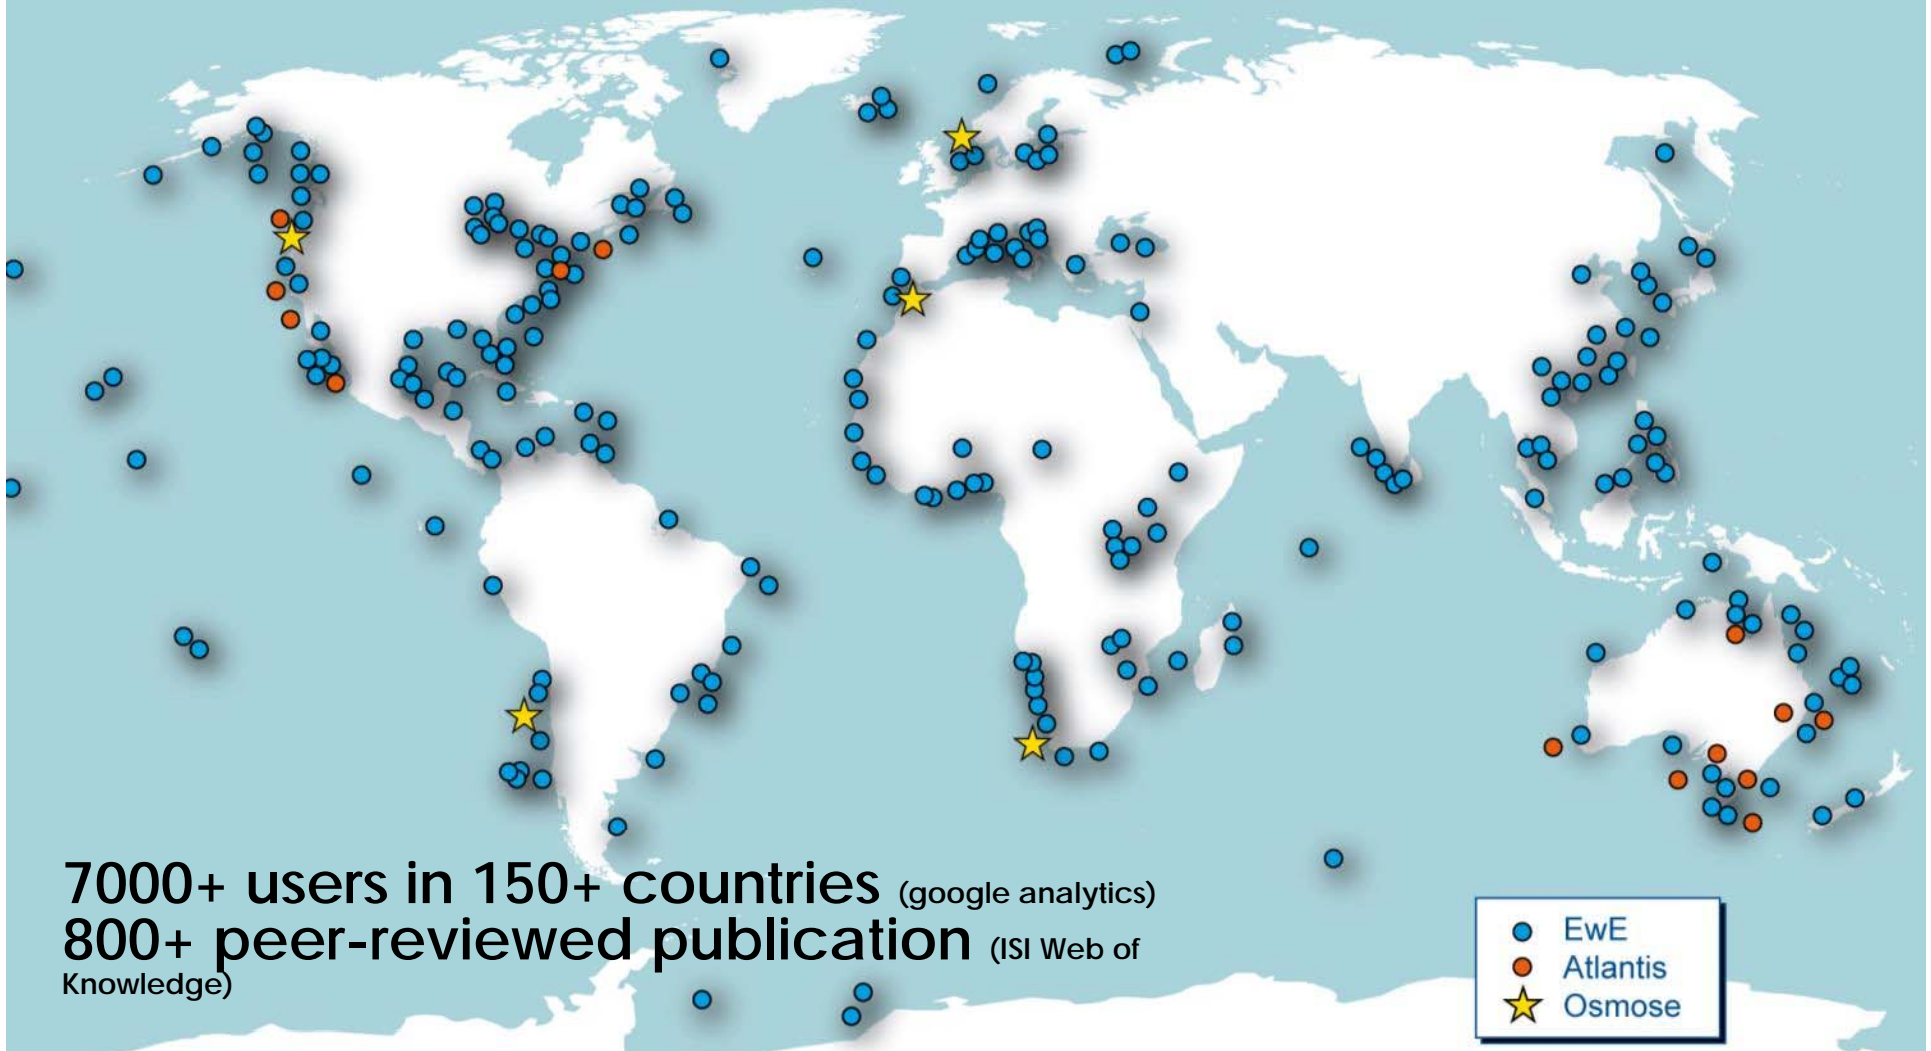 7000+ users in 150+ countries (google analytics)
800+ peer-reviewed publication (ISI Web of
Knowledge)
EwE
Atlantis
Osmose